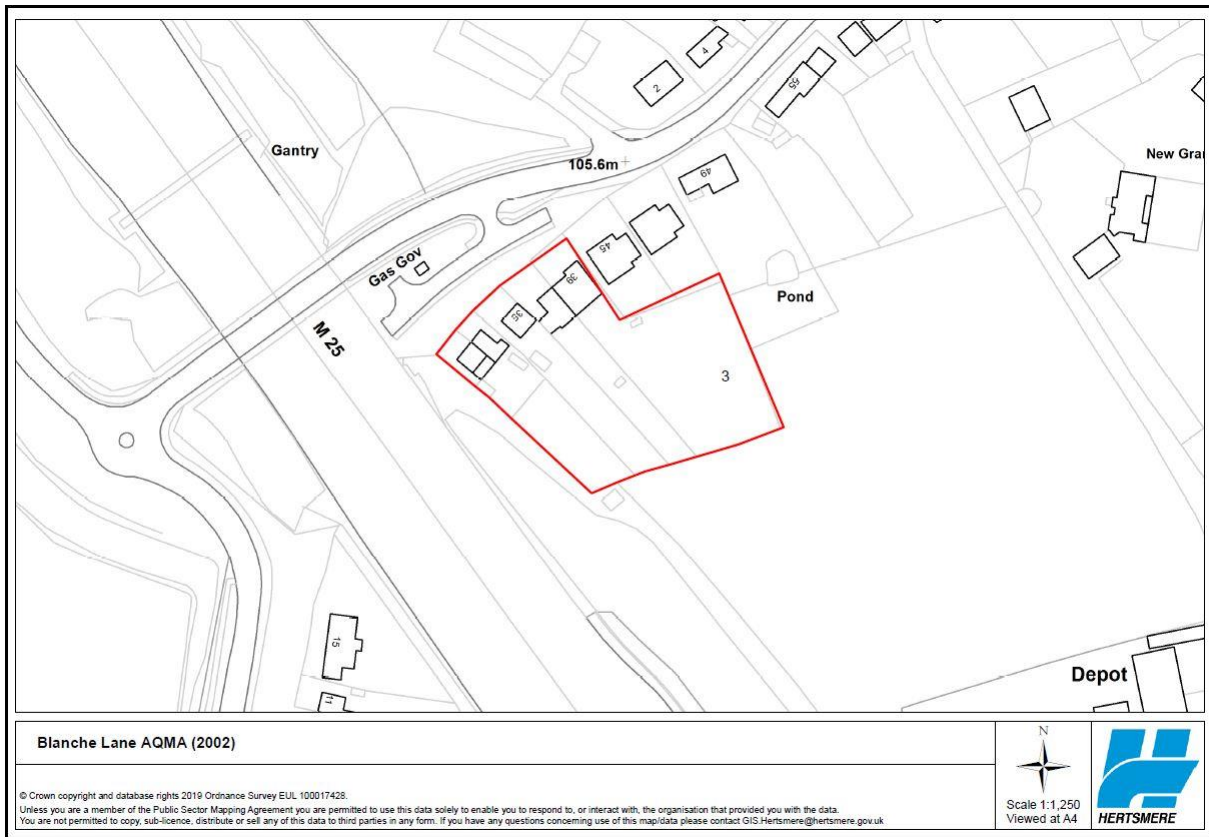 4
2
55
Gantry
105.6m
New Gra
49
Gas Gov
45
39
Pond
35
M 25
3
15
11
Depot
Blanche Lane AQMA (2002)
N
© Crown copyright and database rights 2019 Ordnance Survey EUL 100017428.
Unless you are a member of the Public Sector Mapping Agreement you are permitted to use this data solely to enable you to respond to, or interact with, the organisation that provided you with the data.
You are not permitted to copy, sub-licence, distribute or sell any of this data to third parties in any form. If you have any questions concerning use of this map/data please contact GIS.Hertsmere@hertsmere.gov.uk
Scale 1:1,250
Viewed at A4
HERTSMERE